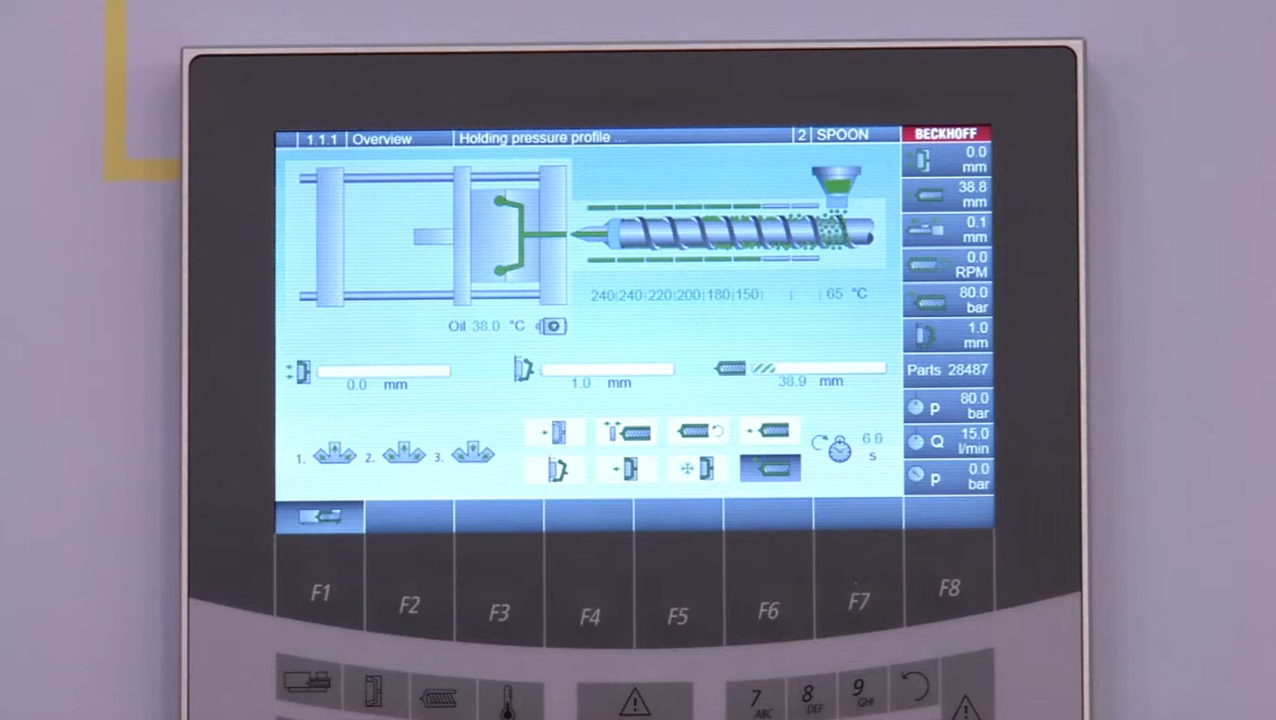 1.1.1 Overview Holding pressure profile ... 2 SPOON BECKHOFF
0.0 mm
38.8 mm
0.1 mm
0.0 RPM
80.0 bar
1.0 mm
Parts 28487
p 80.0 bar
Q 15.0 l/min
p 0.0 bar
240|240|220|200|180|150| | | 65 °C
Oil 38.0 °C
0.0 mm
1.0 mm
38.9 mm
1. 2. 3.
s
F1 F2 F3 F4 F5 F6 F7 F8
7 ABC 8 DEF 9 GHI